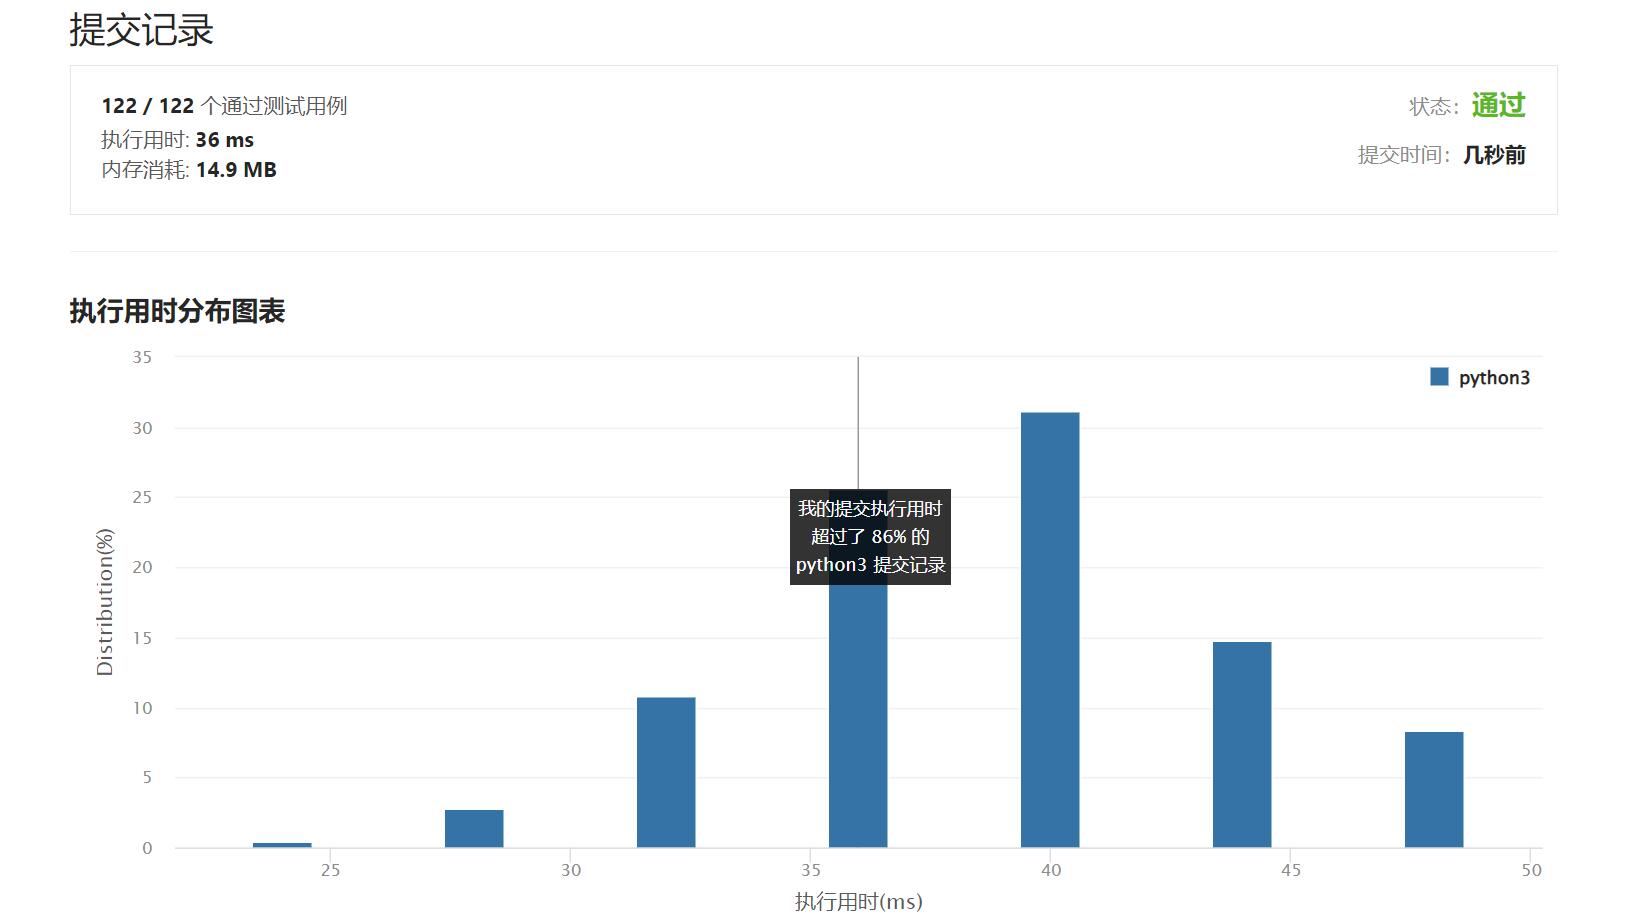 提交记录
122 / 122 个通过测试用例
状态：通过
执行用时: 36 ms
提交时间：几秒前
内存消耗: 14.9 MB
执行用时分布图表
35
python3
30
25
我的提交执行用时
超过了 86% 的
python3 提交记录
Distribution(%)
20
15
10
5
0
25
30
35
40
45
50
执行用时(ms)